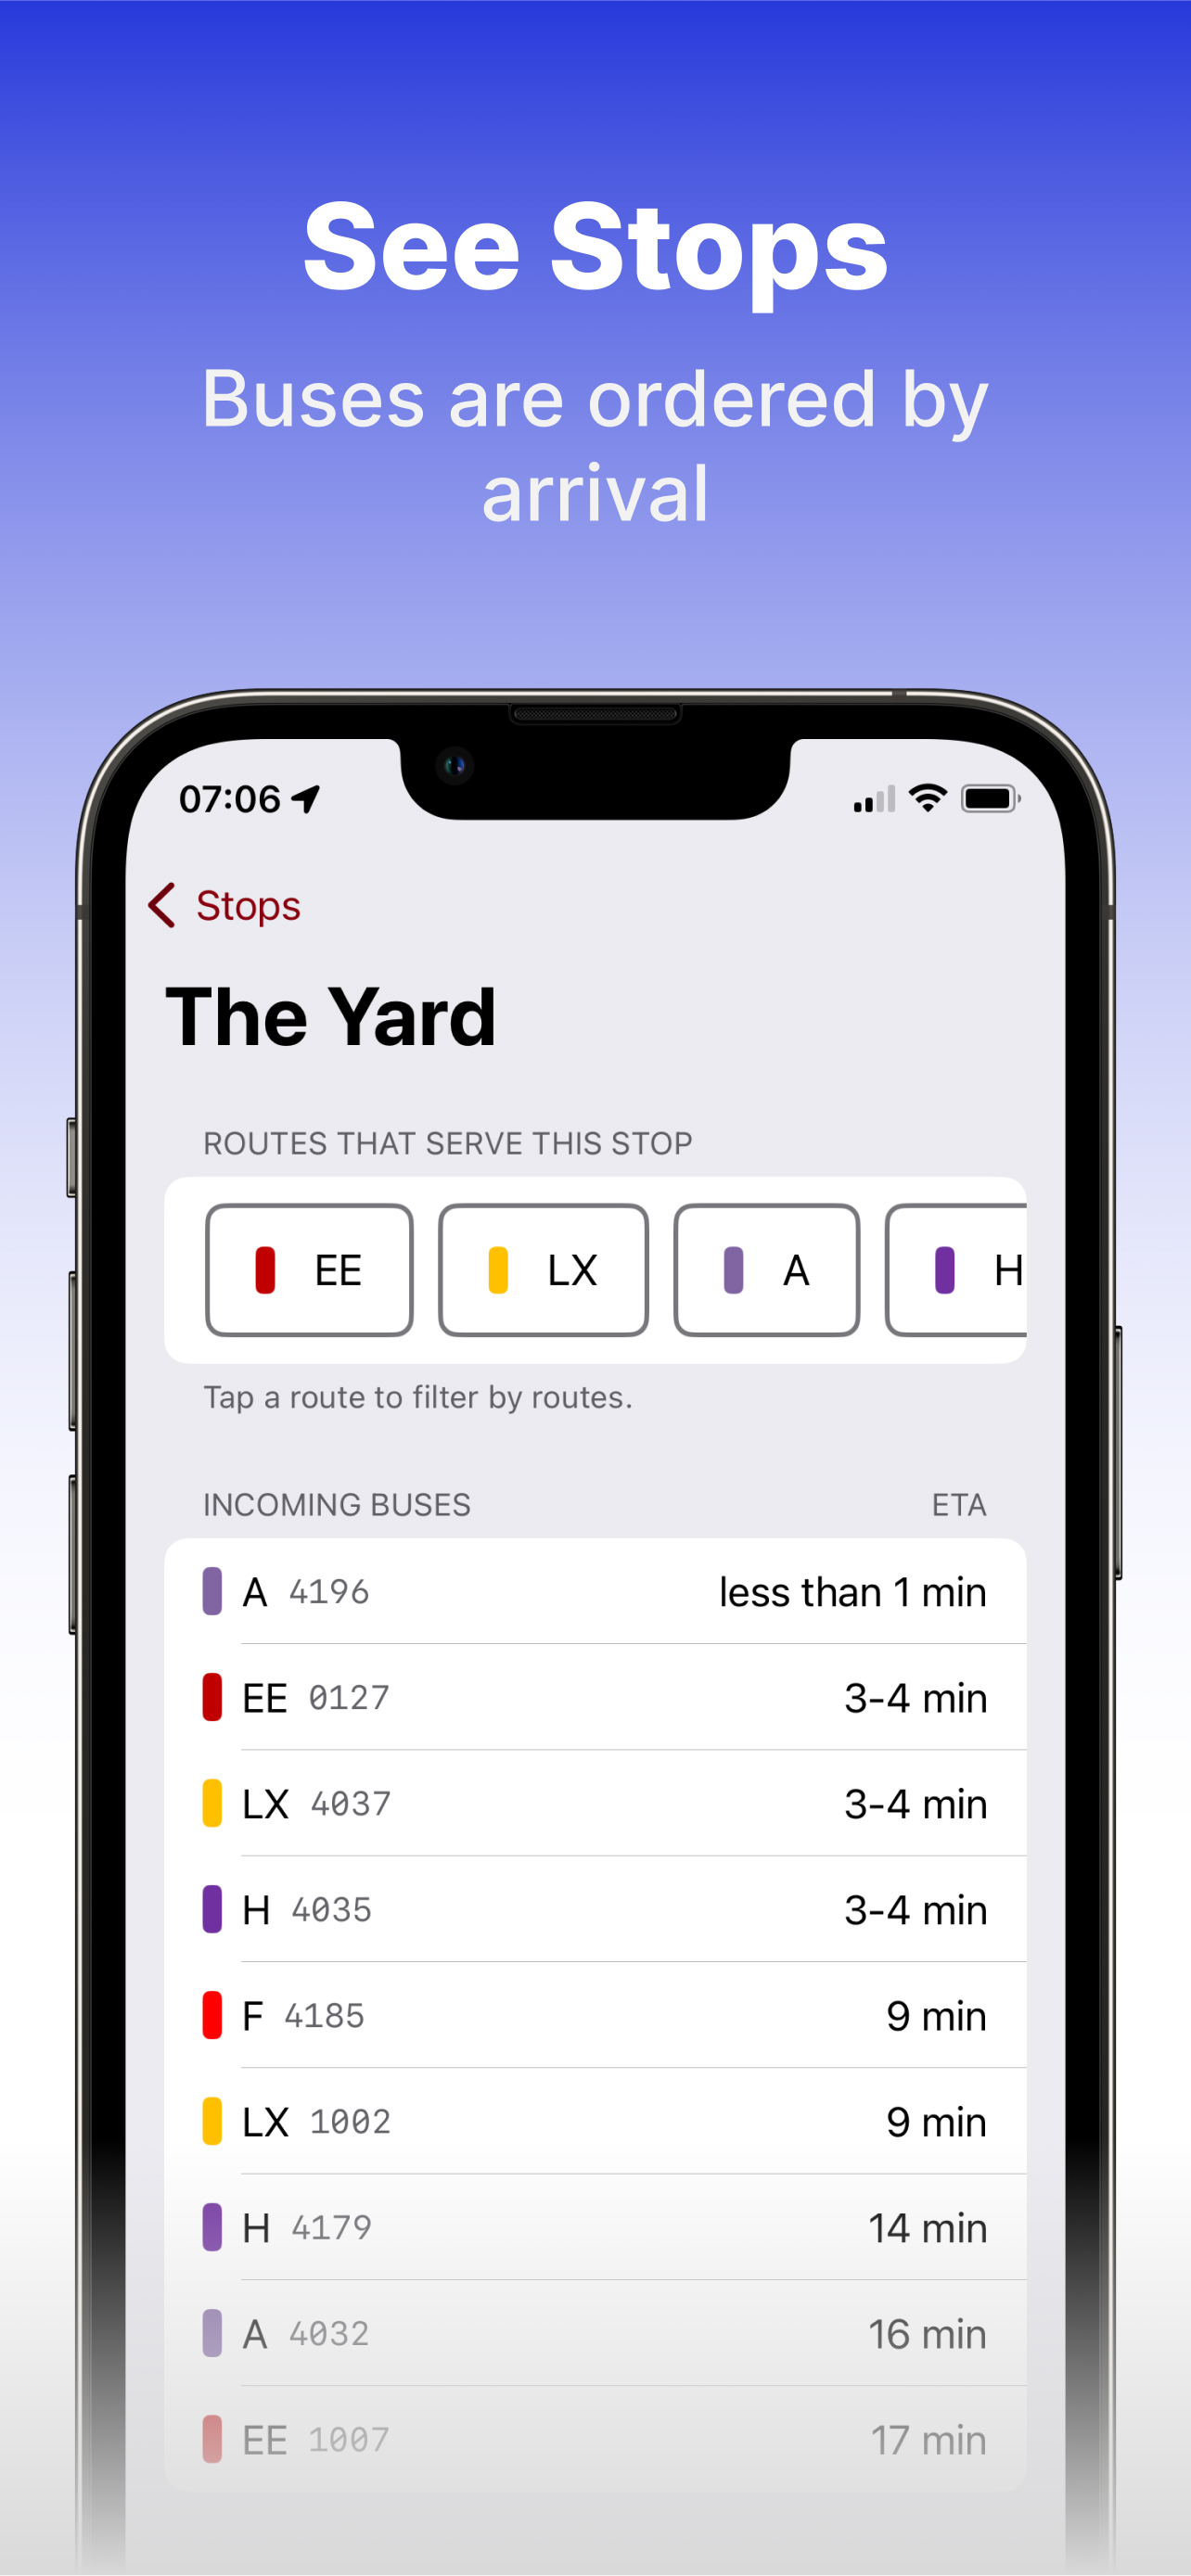 See Stops
Buses are ordered by
arrival
07:06
Stops
The Yard
ROUTES THAT SERVE THIS STOP
EE LX A H
Tap a route to filter by routes.
INCOMING BUSES ETA
A 4196 less than 1 min
EE 0127 3-4 min
LX 4037 3-4 min
H 4035 3-4 min
F 4185 9 min
LX 1002 9 min
H 4179 14 min
A 4032 16 min
EE 1007 17 min